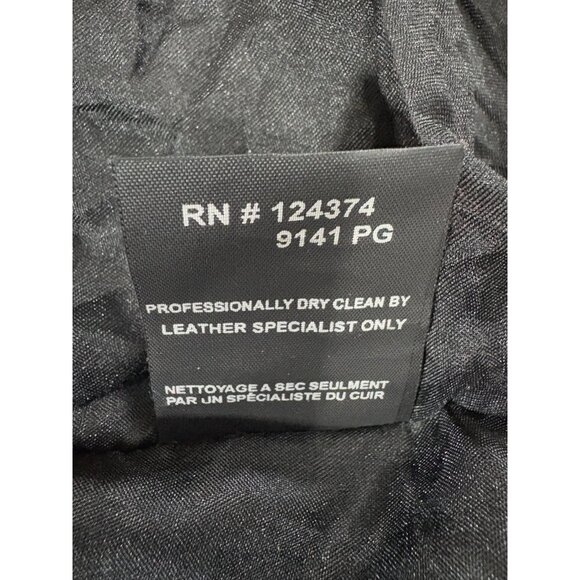 RN # 124374
9141 PG
PROFESSIONALLY DRY CLEAN BY
LEATHER SPECIALIST ONLY
NETTOYAGE A SEC SEULMENT
PAR UN SPÉCIALISTE DU CUIR